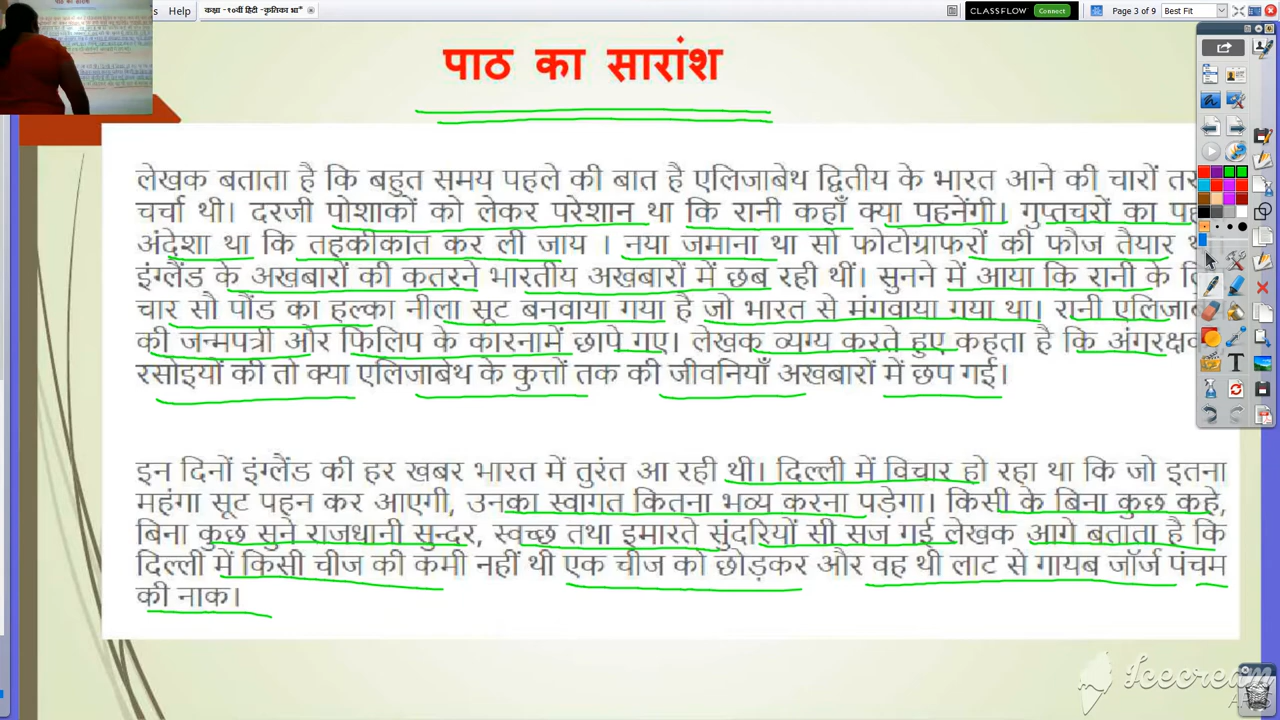 s Help कक्षा -१०वीं हिंदी -कृतिका भा* CLASSFLOW Connect Page 3 of 9 Best Fit
पाठ का सारांश
लेखक बताता है कि बहुत समय पहले की बात है एलिजाबेथ द्वितीय के भारत आने की चारों तर
चर्चा थी। दरजी पोशाकों को लेकर परेशान था कि रानी कहाँ क्या पहनेंगी। गुप्तचरों का पह
अंदेशा था कि तहकीकात कर ली जाय । नया जमाना था सो फोटोग्राफरों की फौज तैयार थ
इंग्लैंड के अखबारों की कतरने भारतीय अखबारों में छब रही थीं। सुनने में आया कि रानी के लि
चार सौ पौंड का हल्का नीला सूट बनवाया गया है जो भारत से मंगवाया गया था। रानी एलिजाबे
की जन्मपत्री और फिलिप के कारनामें छापे गए। लेखक व्यग्य करते हुए कहता है कि अंगरक्षक
रसोइयों की तो क्या एलिजाबेथ के कुत्तों तक की जीवनियाँ अखबारों में छप गई।
इन दिनों इंग्लैंड की हर खबर भारत में तुरंत आ रही थी। दिल्ली में विचार हो रहा था कि जो इतना
महंगा सूट पहन कर आएगी, उनका स्वागत कितना भव्य करना पड़ेगा। किसी के बिना कुछ कहे,
बिना कुछ सुने राजधानी सुन्दर, स्वच्छ तथा इमारते सुंदरियों सी सज गई लेखक आगे बताता है कि
दिल्ली में किसी चीज की कमी नहीं थी एक चीज को छोड़कर और वह थी लाट से गायब जॉर्ज पंचम
की नाक।
Icecream
APPS